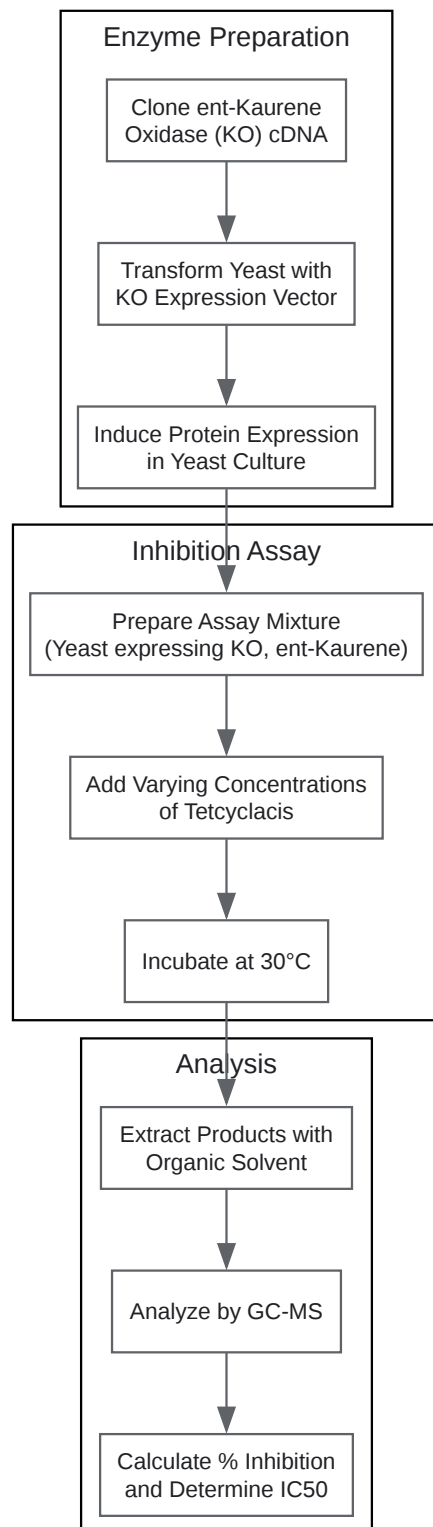 Enzyme Preparation
Clone ent-Kaurene
Oxidase (KO) cDNA
Transform Yeast with
KO Expression Vector
Induce Protein Expression
in Yeast Culture
Inhibition Assay
Prepare Assay Mixture
(Yeast expressing KO, ent-Kaurene)
Add Varying Concentrations
of Tetcyclacis
Incubate at 30°C
Analysis
Extract Products with
Organic Solvent
Analyze by GC-MS
Calculate % Inhibition
and Determine IC50